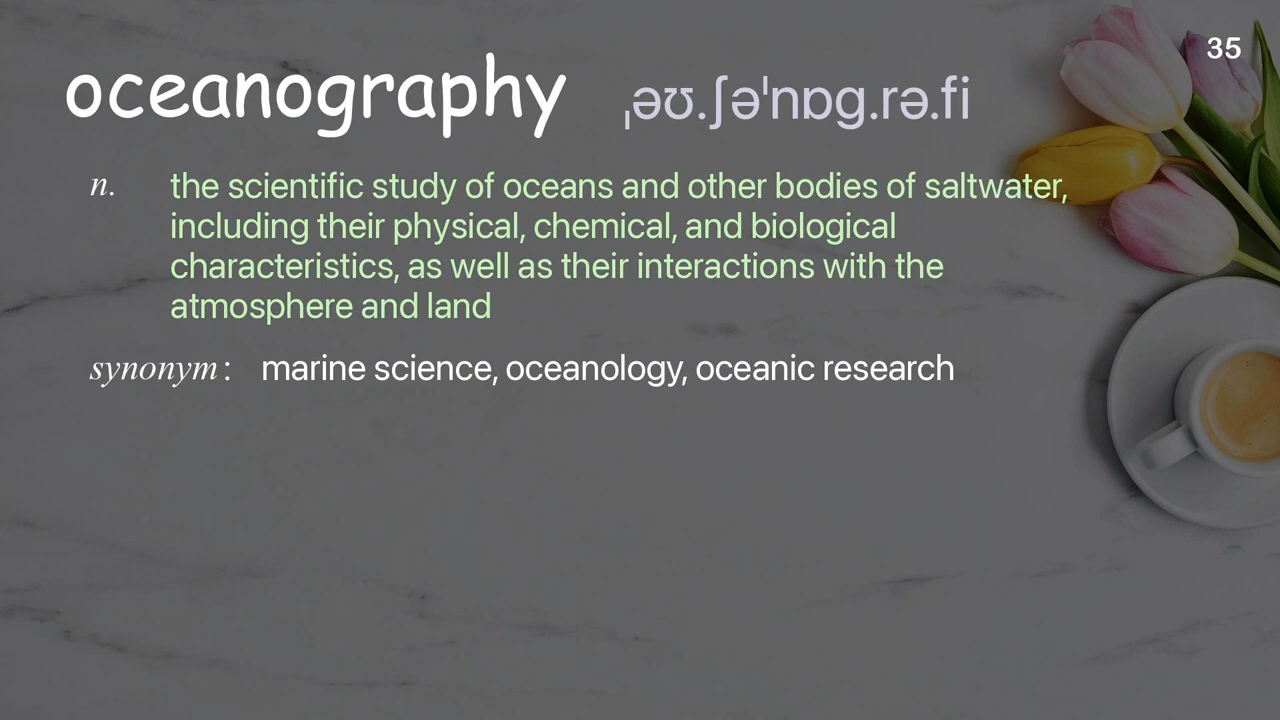 35
oceanography ˌəʊ.ʃəˈnɒg.rə.fi
n. the scientific study of oceans and other bodies of saltwater,
including their physical, chemical, and biological
characteristics, as well as their interactions with the
atmosphere and land
synonym: marine science, oceanology, oceanic research